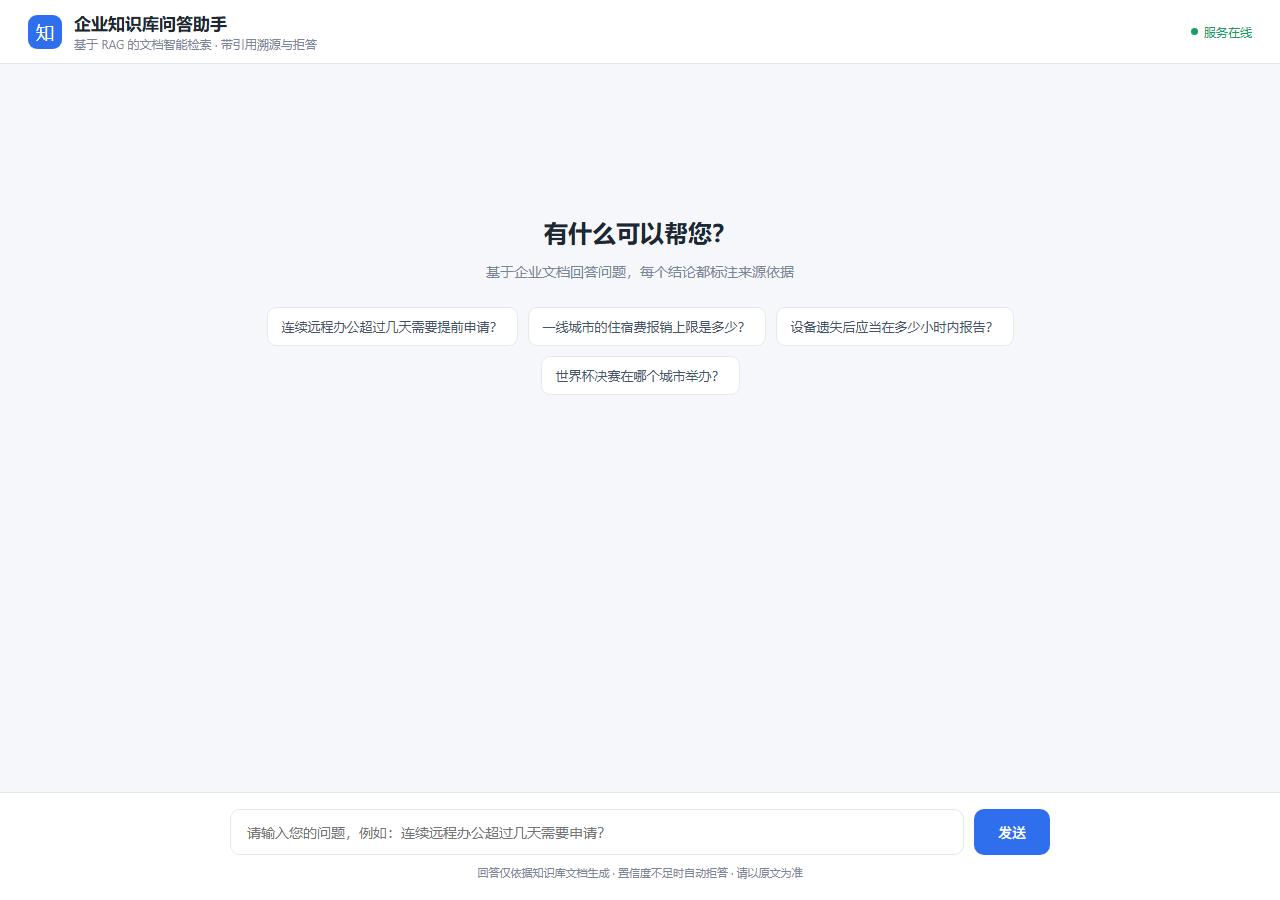 知
企业知识库问答助手
基于 RAG 的文档智能检索 · 带引用溯源与拒答
服务在线
有什么可以帮您？
基于企业文档回答问题，每个结论都标注来源依据
连续远程办公超过几天需要提前申请？
一线城市的住宿费报销上限是多少？
设备遗失后应当在多少小时内报告？
世界杯决赛在哪个城市举办？
请输入您的问题，例如：连续远程办公超过几天需要申请？
发送
回答仅依据知识库文档生成 · 置信度不足时自动拒答 · 请以原文为准